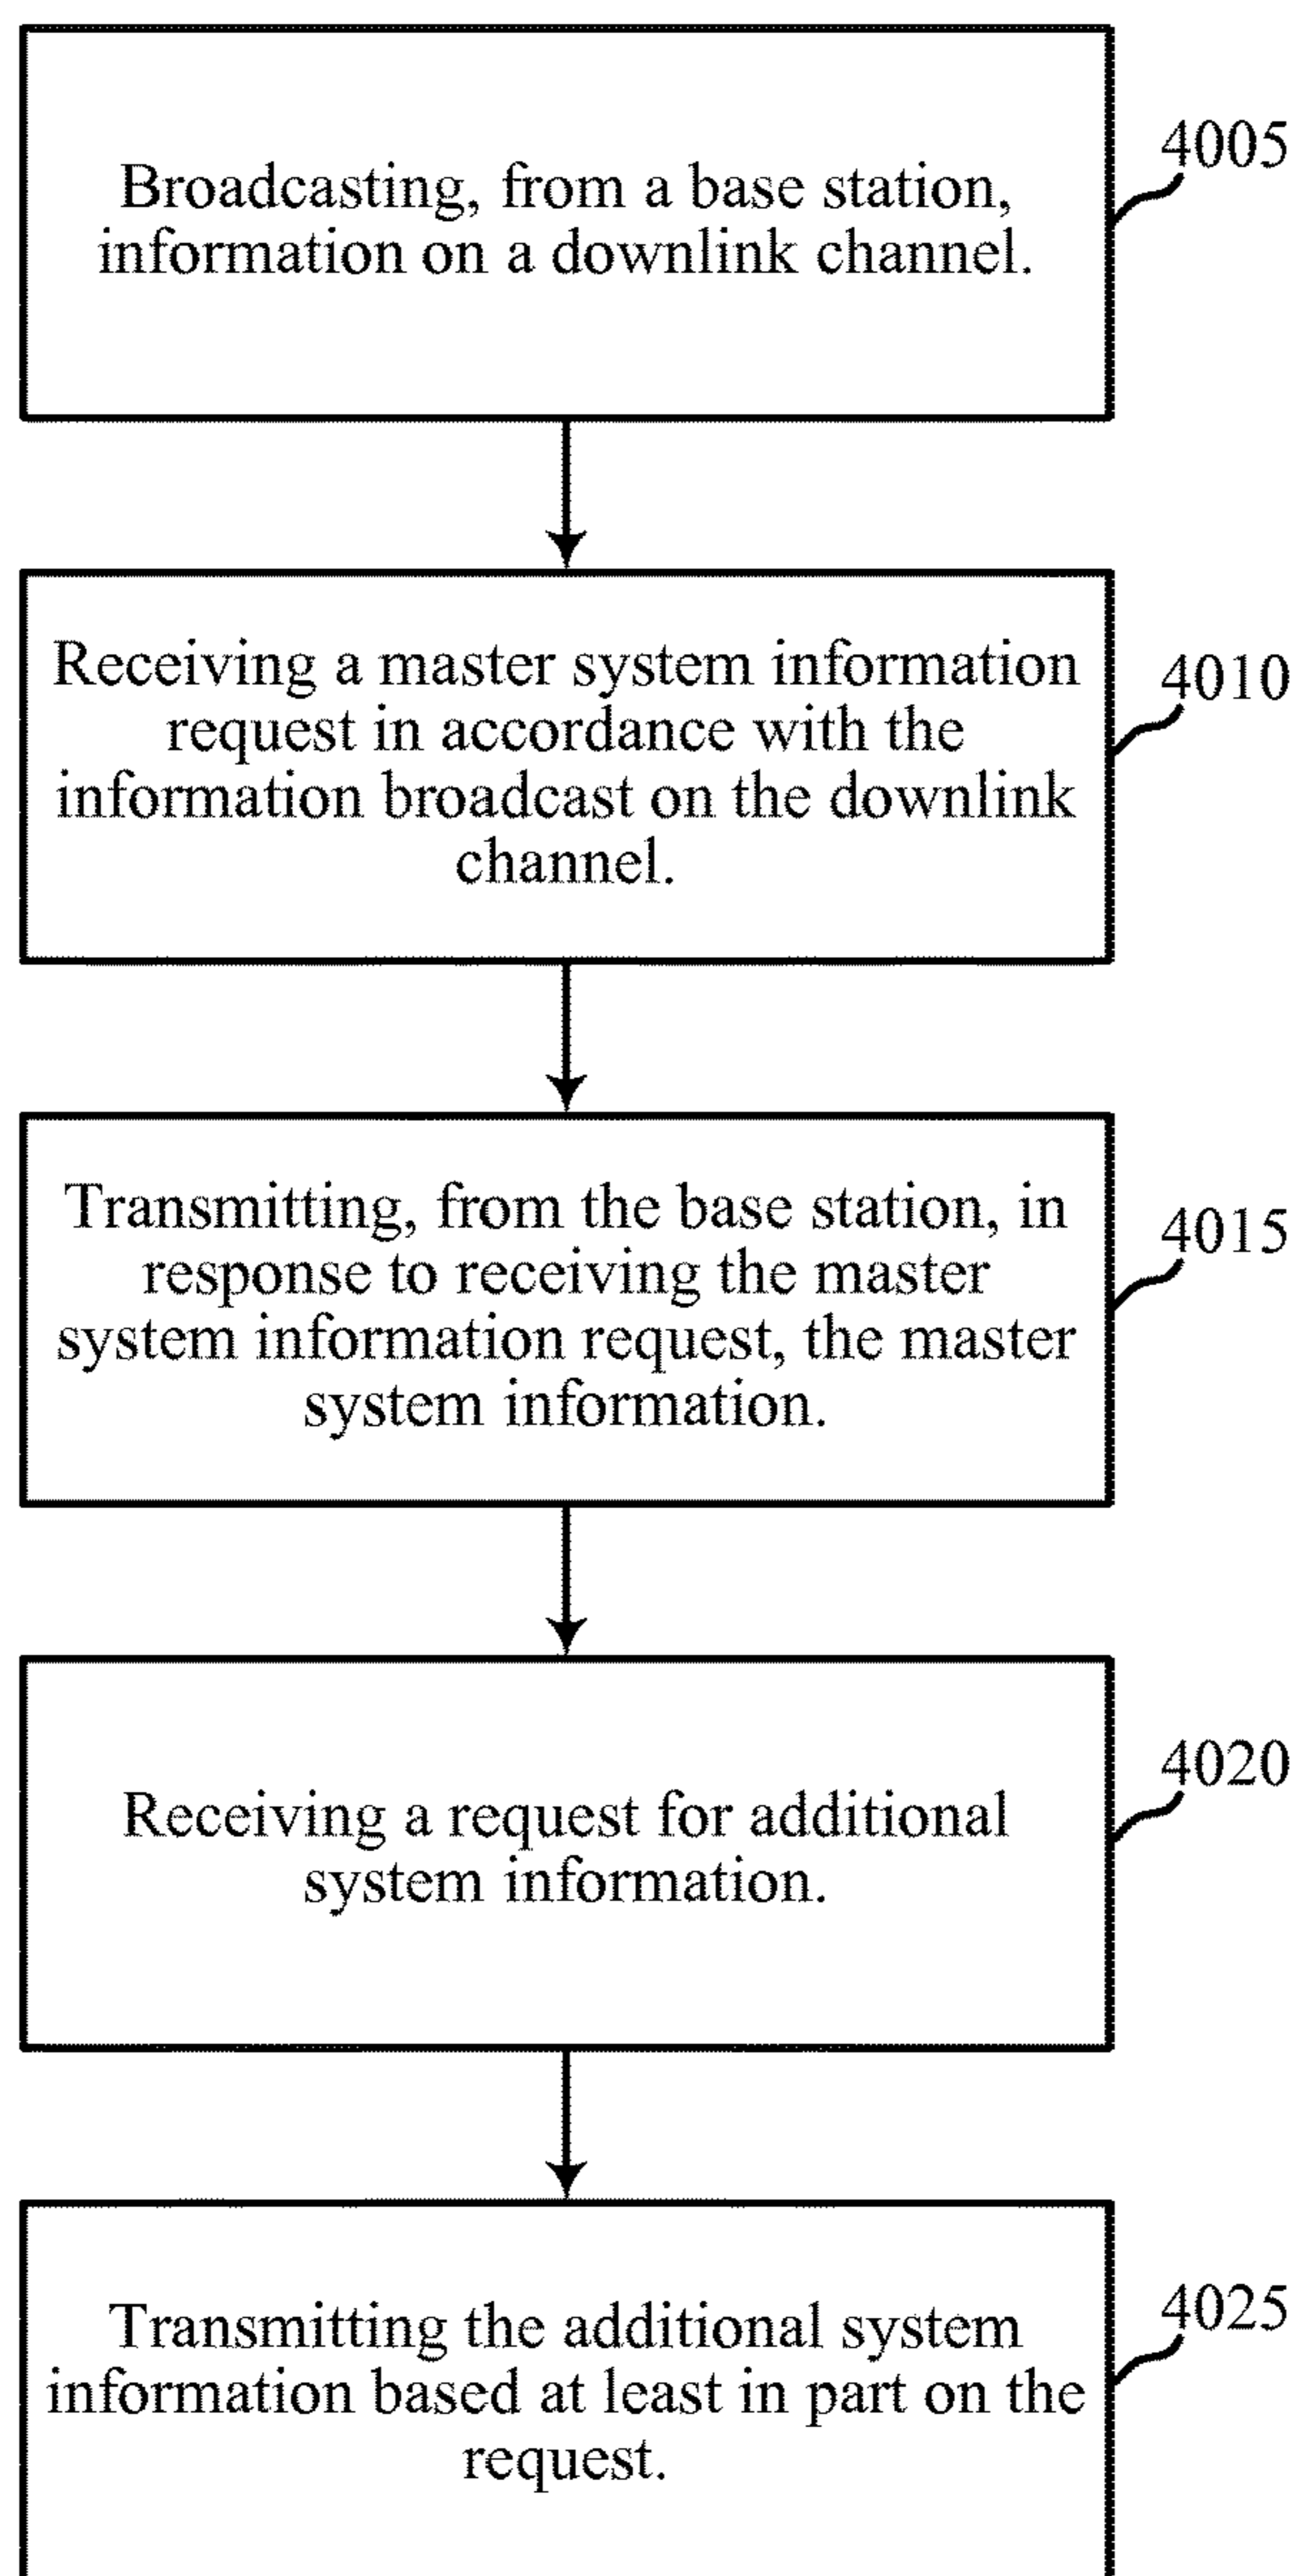 Broadcasting, from a base station,
information on a downlink channel.
4005
Receiving a master system information
request in accordance with the
information broadcast on the downlink
channel.
4010
Transmitting, from the base station, in
response to receiving the master
system information request, the master
system information.
4015
Receiving a request for additional
system information.
4020
Transmitting the additional system
information based at least in part on the
request.
4025